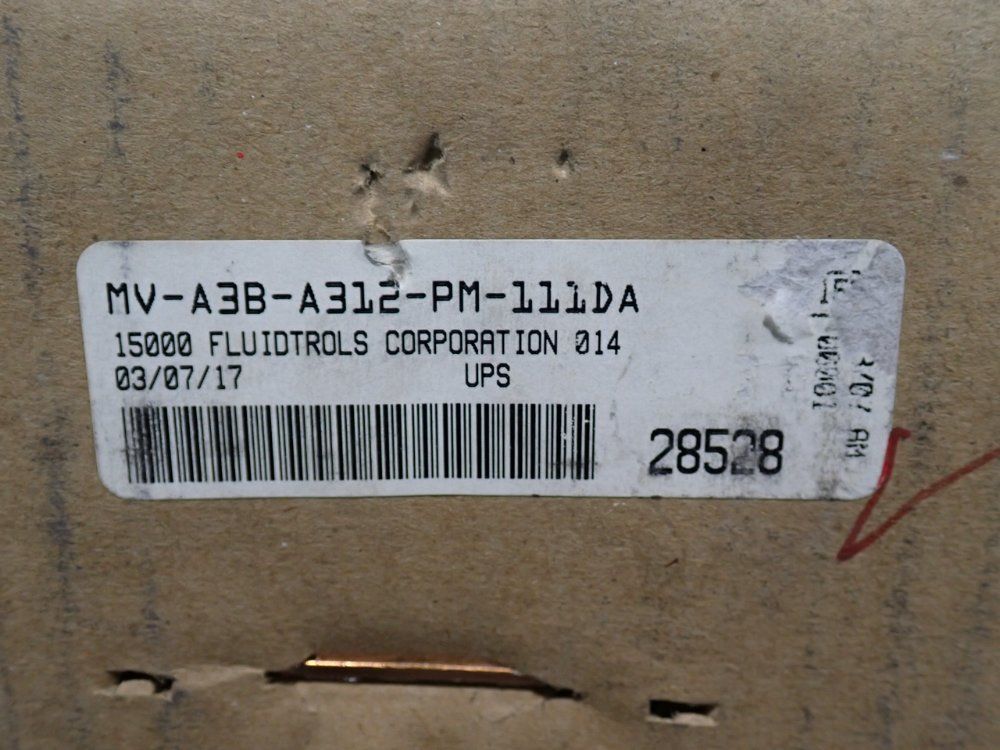 MV-A3B-A312-PM-111DA
15000 FLUIDTROLS CORPORATION 014
03/07/17 UPS
28528